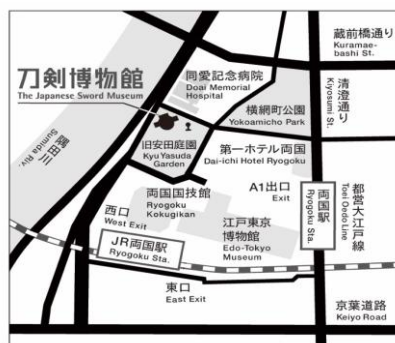 蔵前橋通り
Kuramae-
bashi St.
刀剣博物館
The Japanese Sword Museum
同愛記念病院
Doai Memorial
Hospital
横網町公園
Yokoamicho Park
清澄通り
Kiyosumi St.
隅田川
Sumida Riv.
旧安田庭園
Kyu Yasuda
Garden
第一ホテル両国
Dai-ichi Hotel Ryogoku
両国国技館
Ryogoku
Kokugikan
A1出口
Exit
両国駅
Ryogoku Sta.
都営大江戸線
Toei Oedo Line
西口
West Exit
江戸東京
博物館
Edo-Tokyo
Museum
JR両国駅
Ryogoku Sta.
東口
East Exit
京葉道路
Keiyo Road